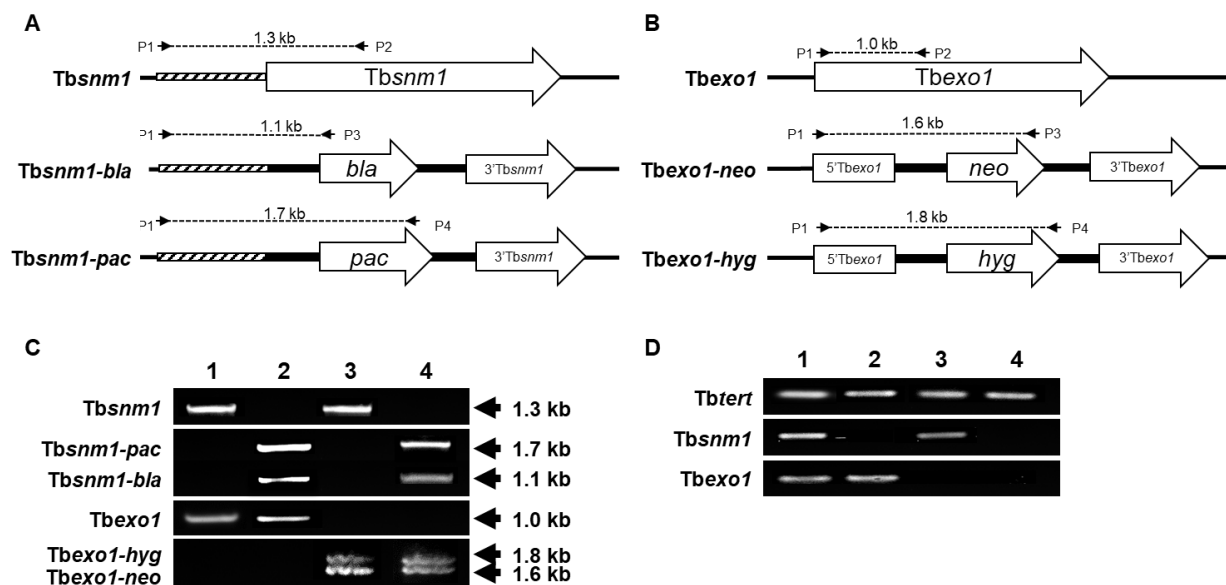 A
P1 1.3 kb P2
Tbsnm1 Tbsnm1
P1 1.1 kb P3
Tbsnm1-bla bla 3'Tbsnm1
P1 1.7 kb P4
Tbsnm1-pac pac 3'Tbsnm1
B
P1 1.0 kb P2
Tbexo1 Tbexo1
P1 1.6 kb P3
Tbexo1-neo 5'Tbexo1 neo 3'Tbexo1
P1 1.8 kb P4
Tbexo1-hyg 5'Tbexo1 hyg 3'Tbexo1
C
1 2 3 4
Tbsnm1 1.3 kb
Tbsnm1-pac 1.7 kb
Tbsnm1-bla 1.1 kb
Tbexo1 1.0 kb
Tbexo1-hyg 1.8 kb
Tbexo1-neo 1.6 kb
D
1 2 3 4
Tbtert
Tbsnm1
Tbexo1